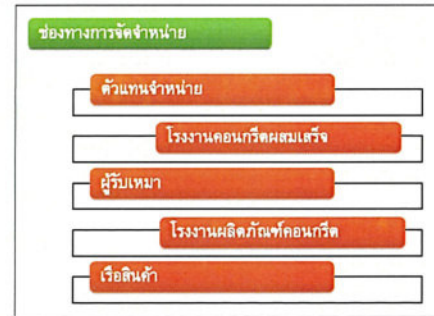 ช่องทางการจัดจำหน่าย
ตัวแทนจำหน่าย
โรงงานคอนกรีตผสมเสร็จ
ผู้รับเหมา
โรงงานผลิตภัณฑ์คอนกรีต
เรือสินค้า